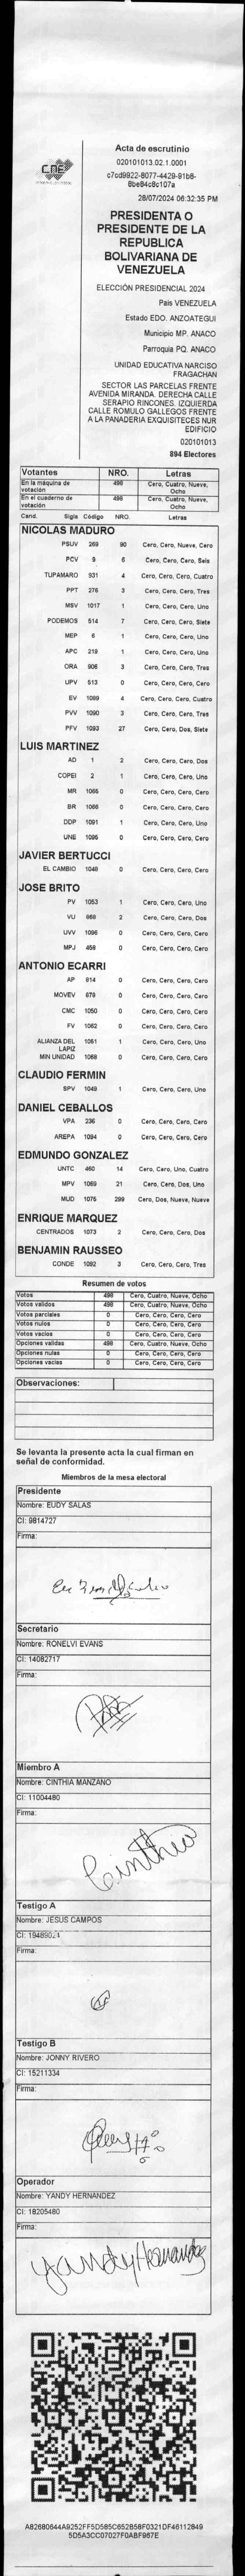 CNE
Acta de escrutinio
020101013.02.1.0001
c7cd9922-8077-4429-91b6-
6be94c8c107a
28/07/2024 06:32:35 PM
PRESIDENTA O
PRESIDENTE DE LA
REPUBLICA
BOLIVARIANA DE
VENEZUELA
ELECCIÓN PRESIDENCIAL 2024
País VENEZUELA
Estado EDO. ANZOATEGUI
Municipio MP. ANACO
Parroquia PQ. ANACO
UNIDAD EDUCATIVA NARCISO
FRAGACHAN
SECTOR LAS PARCELAS FRENTE
AVENIDA MIRANDA. DERECHA CALLE
SERAPIO RINCONES. IZQUIERDA
CALLE ROMULO GALLEGOS FRENTE
A LA PANADERIA EXQUISITECES NUR
EDIFICIO
020101013
894 Electores
Votantes NRO. Letras
En la máquina de votación 498 Cero, Cuatro, Nueve, Ocho
En el cuaderno de votación 498 Cero, Cuatro, Nueve, Ocho
Cand. Sigla Código NRO. Letras
NICOLAS MADURO
PSUV 269 90 Cero, Cero, Nueve, Cero
PCV 9 6 Cero, Cero, Cero, Seis
TUPAMARO 931 4 Cero, Cero, Cero, Cuatro
PPT 276 3 Cero, Cero, Cero, Tres
MSV 1017 1 Cero, Cero, Cero, Uno
PODEMOS 514 7 Cero, Cero, Cero, Siete
MEP 6 1 Cero, Cero, Cero, Uno
APC 219 1 Cero, Cero, Cero, Uno
ORA 906 3 Cero, Cero, Cero, Tres
UPV 513 0 Cero, Cero, Cero, Cero
EV 1089 4 Cero, Cero, Cero, Cuatro
PVV 1090 3 Cero, Cero, Cero, Tres
PFV 1093 27 Cero, Cero, Dos, Siete
LUIS MARTINEZ
AD 1 2 Cero, Cero, Cero, Dos
COPEI 2 1 Cero, Cero, Cero, Uno
MR 1065 0 Cero, Cero, Cero, Cero
BR 1066 0 Cero, Cero, Cero, Cero
DDP 1091 1 Cero, Cero, Cero, Uno
UNE 1095 0 Cero, Cero, Cero, Cero
JAVIER BERTUCCI
EL CAMBIO 1048 0 Cero, Cero, Cero, Cero
JOSE BRITO
PV 1053 1 Cero, Cero, Cero, Uno
VU 868 2 Cero, Cero, Cero, Dos
UVV 1096 0 Cero, Cero, Cero, Cero
MPJ 458 0 Cero, Cero, Cero, Cero
ANTONIO ECARRI
AP 814 0 Cero, Cero, Cero, Cero
MOVEV 878 0 Cero, Cero, Cero, Cero
CMC 1050 0 Cero, Cero, Cero, Cero
FV 1062 0 Cero, Cero, Cero, Cero
ALIANZA DEL LAPIZ 1051 1 Cero, Cero, Cero, Uno
MIN UNIDAD 1068 0 Cero, Cero, Cero, Cero
CLAUDIO FERMIN
SPV 1049 1 Cero, Cero, Cero, Uno
DANIEL CEBALLOS
VPA 236 0 Cero, Cero, Cero, Cero
AREPA 1094 0 Cero, Cero, Cero, Cero
EDMUNDO GONZALEZ
UNTC 460 14 Cero, Cero, Uno, Cuatro
MPV 1069 21 Cero, Cero, Dos, Uno
MUD 1075 299 Cero, Dos, Nueve, Nueve
ENRIQUE MARQUEZ
CENTRADOS 1073 2 Cero, Cero, Cero, Dos
BENJAMIN RAUSSEO
CONDE 1092 3 Cero, Cero, Cero, Tres
Resumen de votos
Votos 498 Cero, Cuatro, Nueve, Ocho
Votos validos 498 Cero, Cuatro, Nueve, Ocho
Votos parciales 0 Cero, Cero, Cero, Cero
Votos nulos 0 Cero, Cero, Cero, Cero
Votos vacios 0 Cero, Cero, Cero, Cero
Opciones validas 498 Cero, Cuatro, Nueve, Ocho
Opciones nulas 0 Cero, Cero, Cero, Cero
Opciones vacias 0 Cero, Cero, Cero, Cero
Observaciones:
Se levanta la presente acta la cual firman en
señal de conformidad.
Miembros de la mesa electoral
Presidente
Nombre: EUDY SALAS
CI: 9814727
Firma:
Secretario
Nombre: RONELVI EVANS
CI: 14082717
Firma:
Miembro A
Nombre: CINTHIA MANZANO
CI: 11004480
Firma:
Cinthia
Testigo A
Nombre: JESUS CAMPOS
CI:
Firma:
Testigo B
Nombre: JONNY RIVERO
CI: 15211334
Firma:
Operador
Nombre: YANDY HERNANDEZ
CI: 18205480
Firma:
Yandy Hernandez
A82680644A9252FF5D585C652B58F0321DF46112849
5D5A3CC07027F0ABF967E